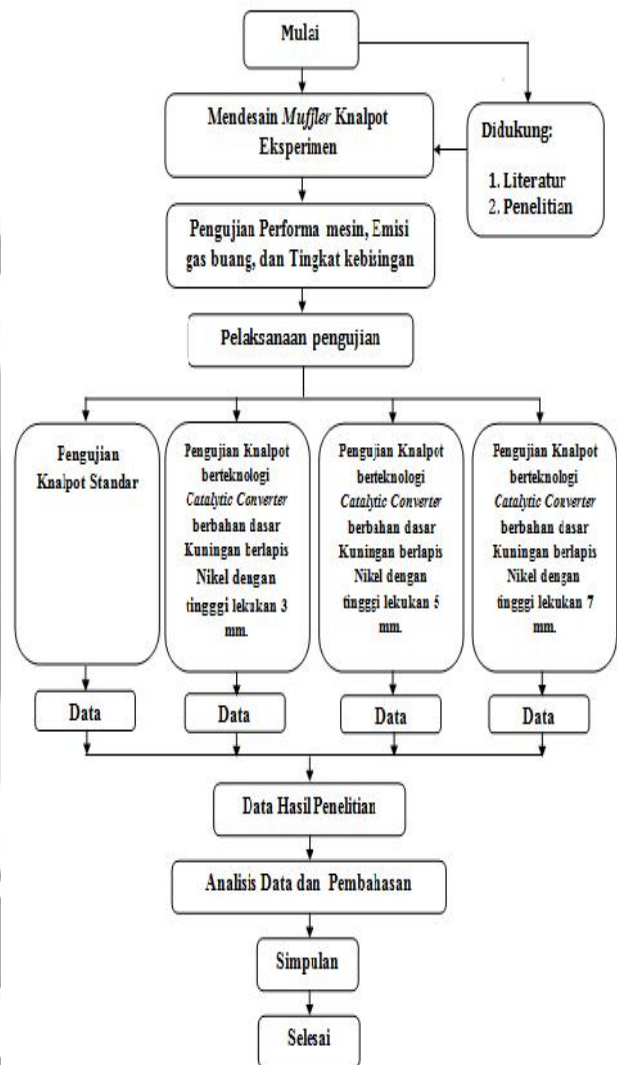 Mulai
Mendesain Muffler Knalpot
Eksperimen
Didukung:
1. Literatur
2. Penelitian
Pengujian Performa mesin, Emisi
gas buang, dan Tingkat kebisingan
Pelaksanaan pengujian
Pengujian
Knalpot Standar
Pengujian Knalpot
berteknologi
Catalytic Converter
berbahan dasar
Kuningan berlapis
Nikel dengan
tingggi lekukan 3
mm.
Pengujian Knalpot
berteknologi
Catalytic Converter
berbahan dasar
Kuningan berlapis
Nikel dengan
tingggi lekukan 5
mm.
Pengujian Knalpot
berteknologi
Catalytic Converter
berbahan dasar
Kuningan berlapis
Nikel dengan
tingggi lekukan 7
mm.
Data
Data
Data
Data
Data Hasil Penelitian
Analisis Data dan Pembahasan
Simpulan
Selesai